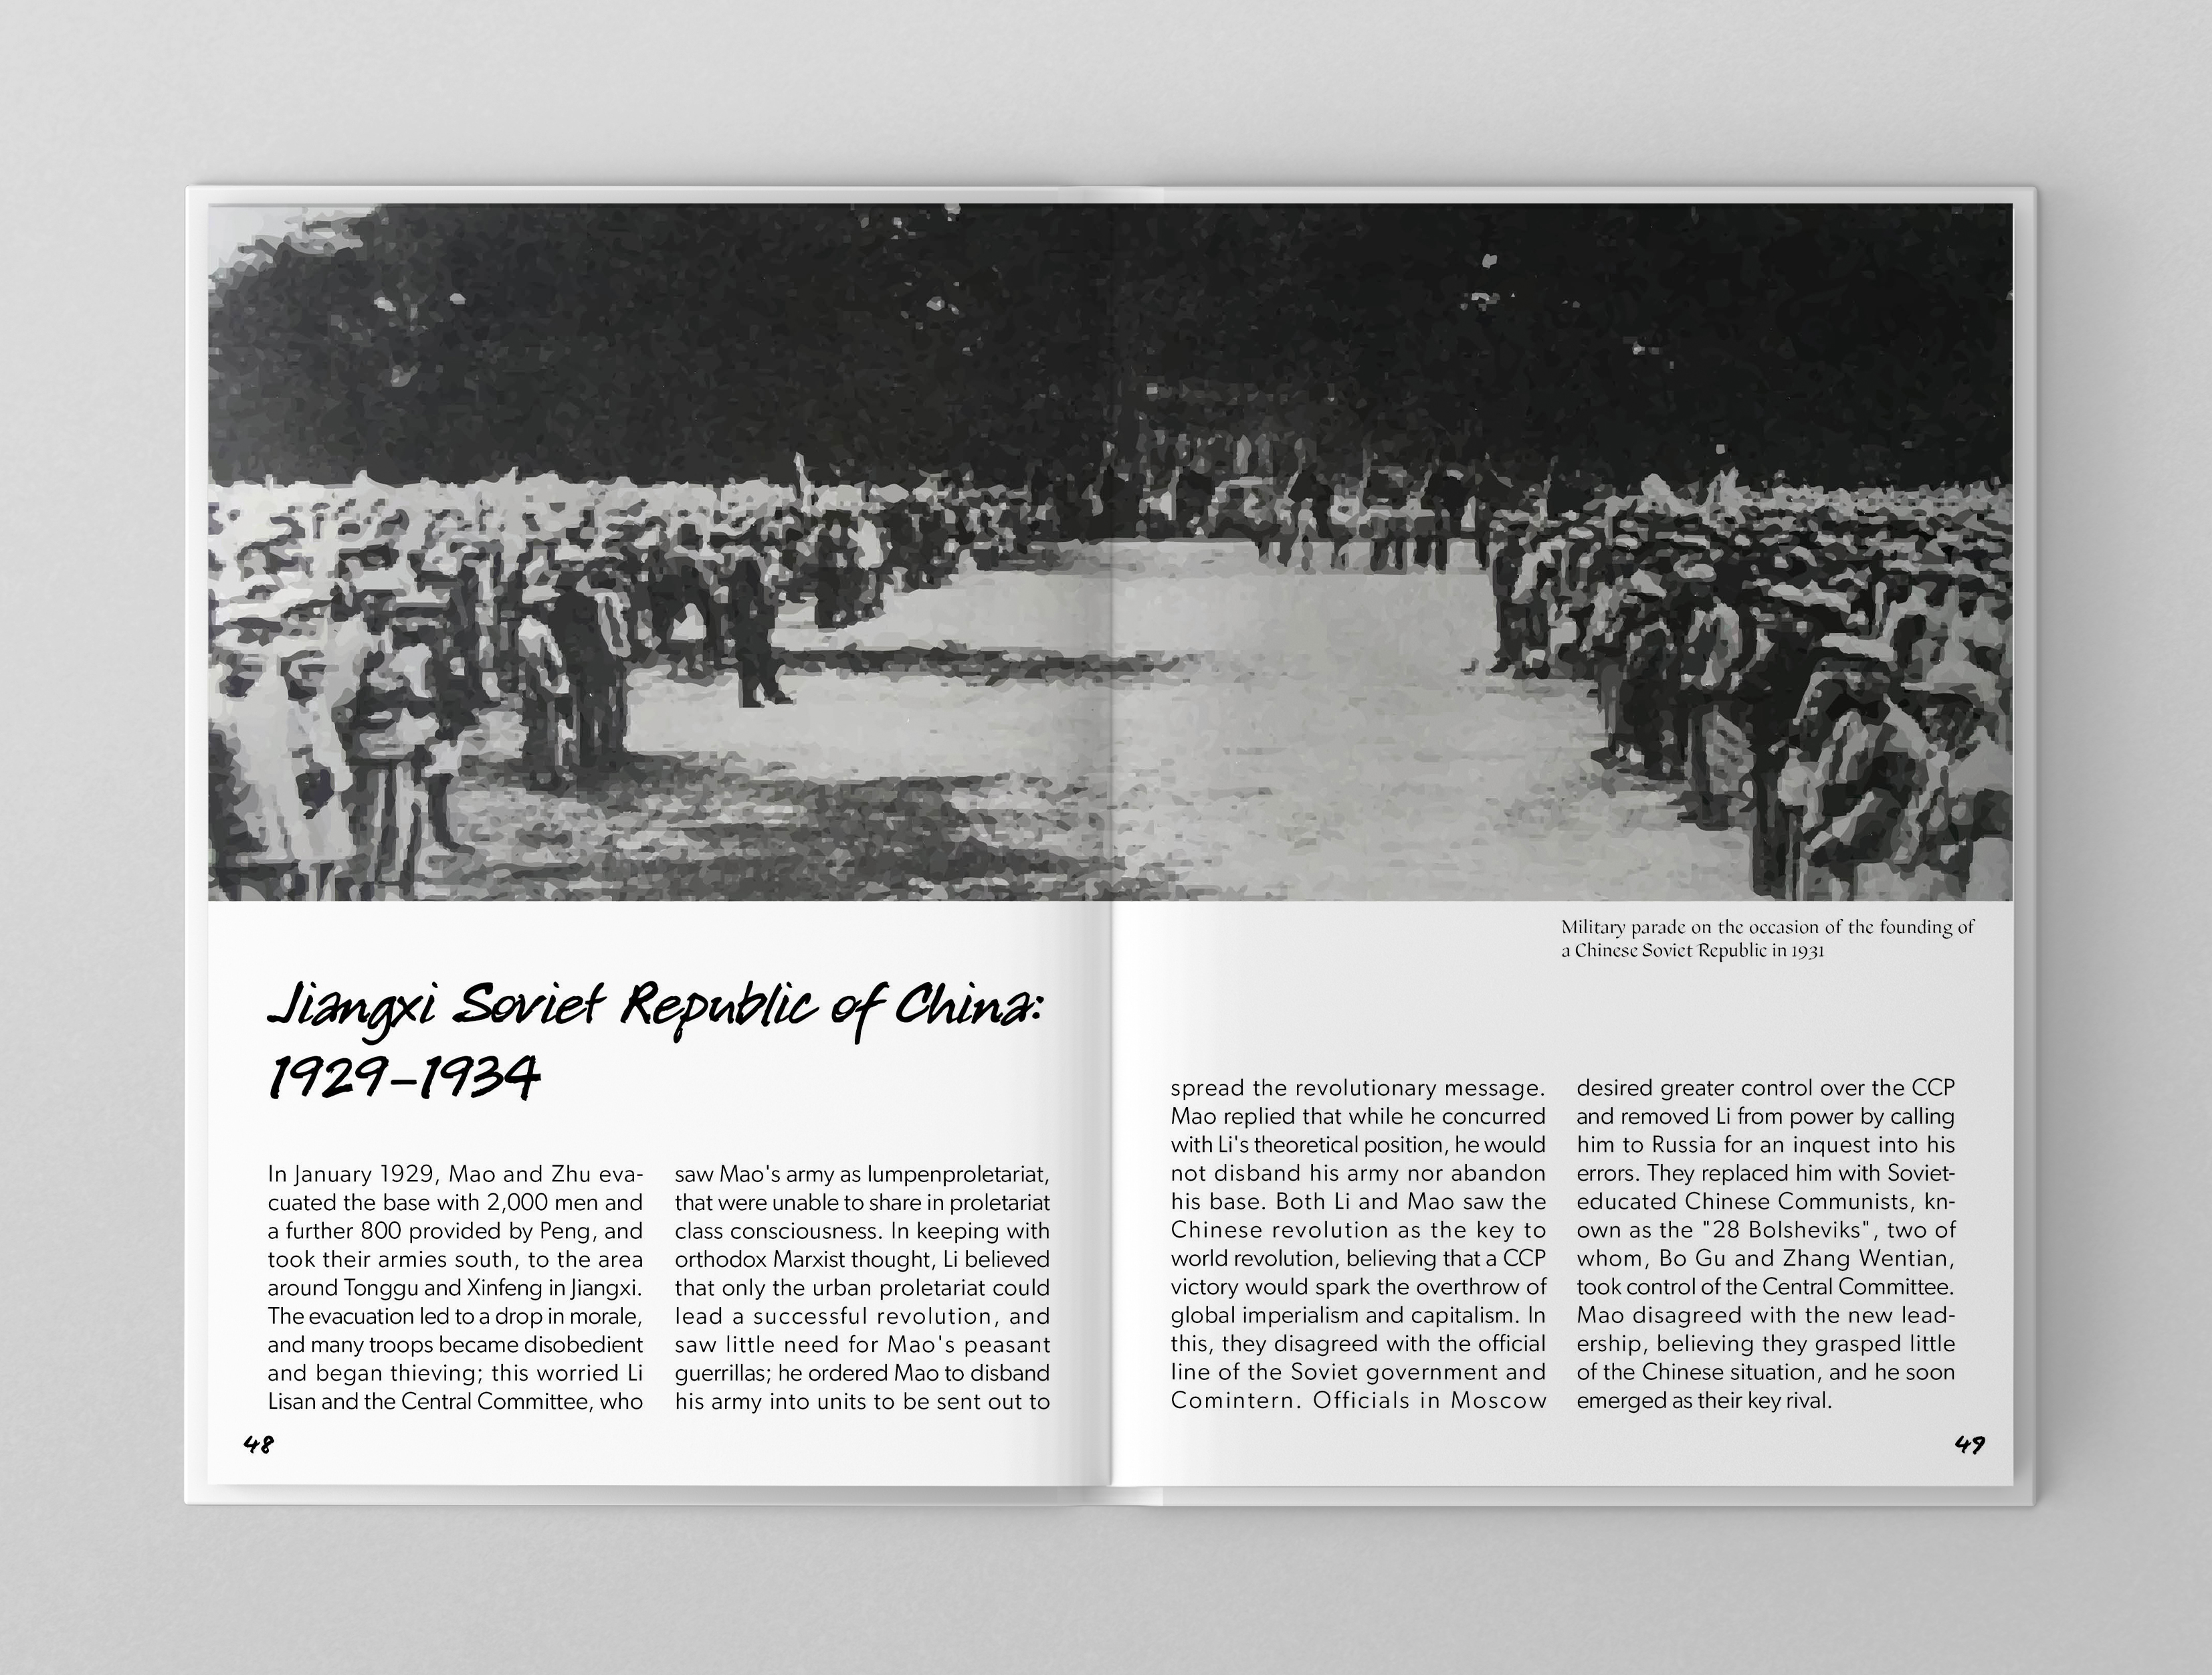 Military parade on the occasion of the founding of
a Chinese Soviet Republic in 1931
Jiangxi Soviet Republic of China:
1929–1934
In January 1929, Mao and Zhu eva-
cuated the base with 2,000 men and
a further 800 provided by Peng, and
took their armies south, to the area
around Tonggu and Xinfeng in Jiangxi.
The evacuation led to a drop in morale,
and many troops became disobedient
and began thieving; this worried Li
Lisan and the Central Committee, who
saw Mao's army as lumpenproletariat,
that were unable to share in proletariat
class consciousness. In keeping with
orthodox Marxist thought, Li believed
that only the urban proletariat could
lead a successful revolution, and
saw little need for Mao's peasant
guerrillas; he ordered Mao to disband
his army into units to be sent out to
spread the revolutionary message.
Mao replied that while he concurred
with Li's theoretical position, he would
not disband his army nor abandon
his base. Both Li and Mao saw the
Chinese revolution as the key to
world revolution, believing that a CCP
victory would spark the overthrow of
global imperialism and capitalism. In
this, they disagreed with the official
line of the Soviet government and
Comintern. Officials in Moscow
desired greater control over the CCP
and removed Li from power by calling
him to Russia for an inquest into his
errors. They replaced him with Soviet-
educated Chinese Communists, kn-
own as the "28 Bolsheviks", two of
whom, Bo Gu and Zhang Wentian,
took control of the Central Committee.
Mao disagreed with the new lead-
ership, believing they grasped little
of the Chinese situation, and he soon
emerged as their key rival.
48
49